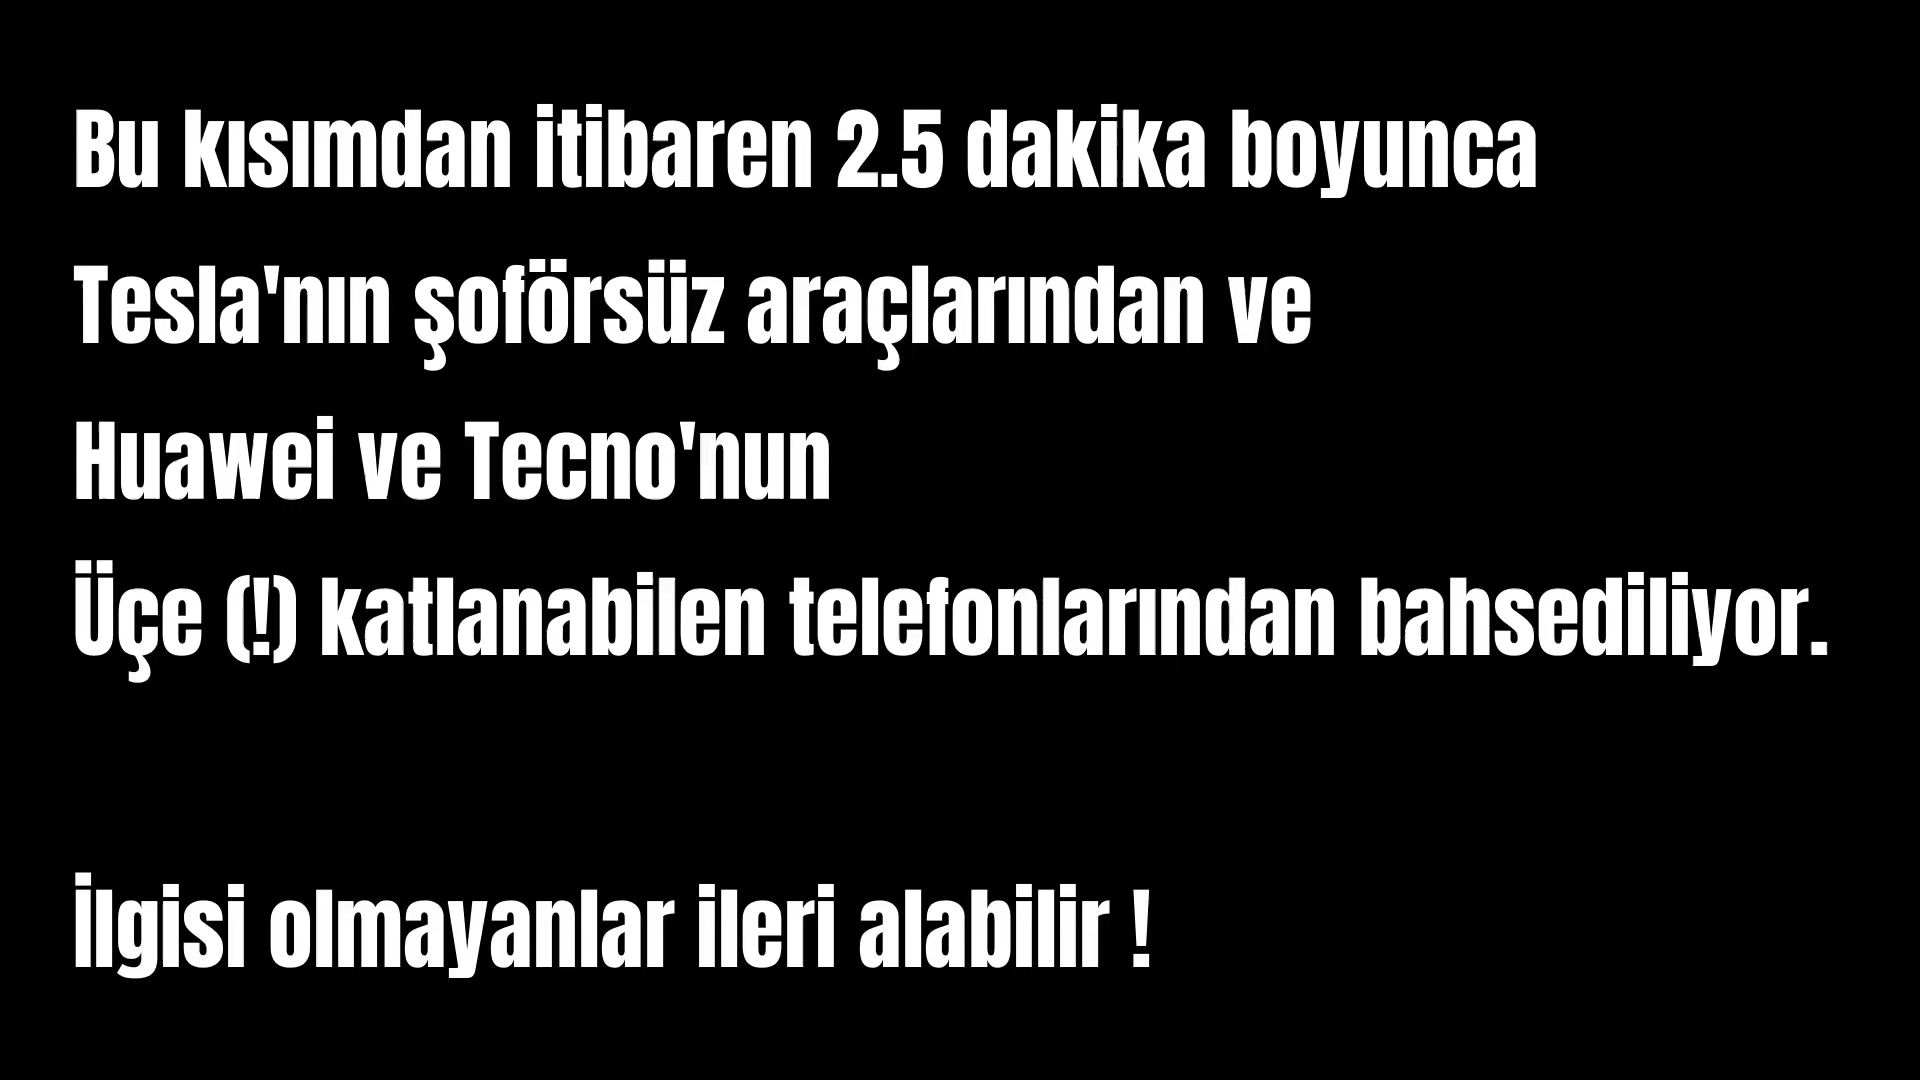 Bu kısımdan itibaren 2.5 dakika boyunca
Tesla'nın şoförsüz araçlarından ve
Huawei ve Tecno'nun
Üçe (!) katlanabilen telefonlarından bahsediliyor.
İlgisi olmayanlar ileri alabilir !